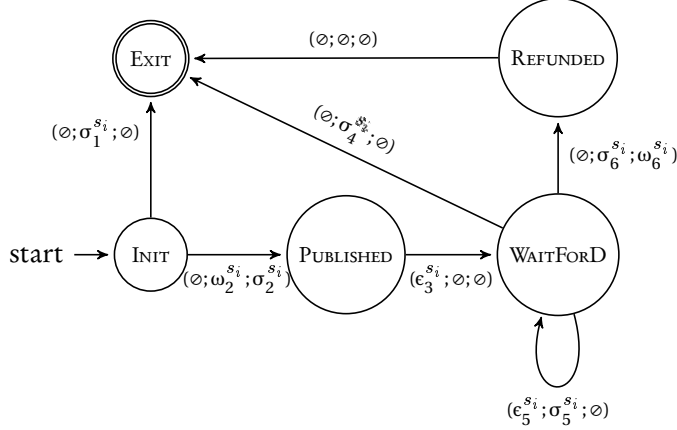 (⊘;⊘;⊘)
EXIT
REFUNDED
(⊘;σ₄^{s_i};⊘)
(⊘;σ₁^{s_i};⊘)
(⊘;σ₆^{s_i};ω₆^{s_i})
start
INIT
PUBLISHED
WAITFORD
(⊘;ω₂^{s_i};σ₂^{s_i})
(ϵ₃^{s_i};⊘;⊘)
(ϵ₅^{s_i};σ₅^{s_i};⊘)